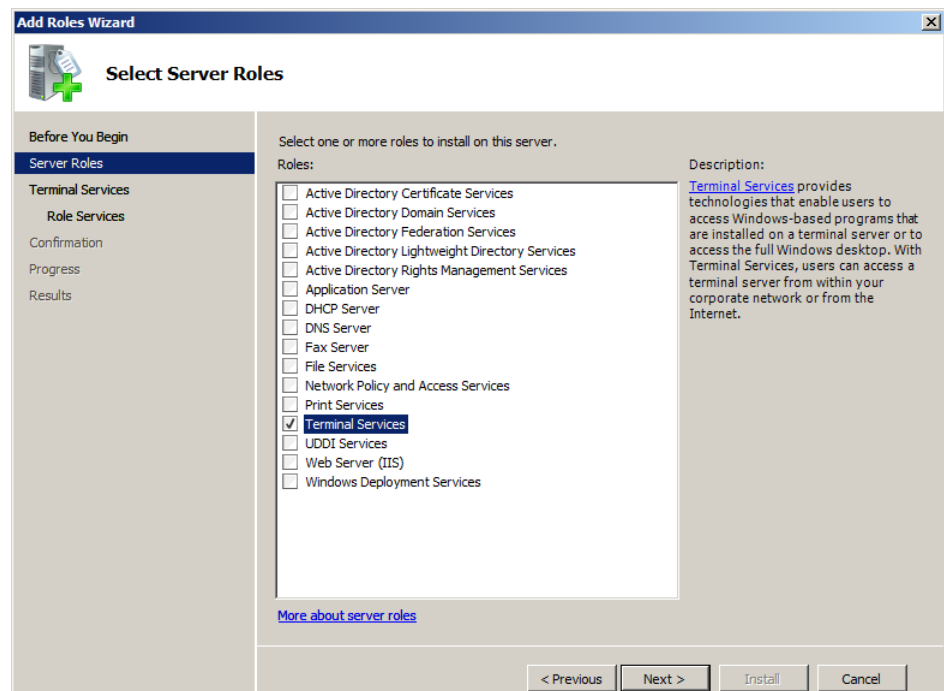 Add Roles Wizard
Select Server Roles
Before You Begin
Server Roles
Terminal Services
Role Services
Confirmation
Progress
Results
Select one or more roles to install on this server.
Roles:
Active Directory Certificate Services
Active Directory Domain Services
Active Directory Federation Services
Active Directory Lightweight Directory Services
Active Directory Rights Management Services
Application Server
DHCP Server
DNS Server
Fax Server
File Services
Network Policy and Access Services
Print Services
Terminal Services
UDDI Services
Web Server (IIS)
Windows Deployment Services
More about server roles
Description:
Terminal Services provides
technologies that enable users to
access Windows-based programs that
are installed on a terminal server or to
access the full Windows desktop. With
Terminal Services, users can access a
terminal server from within your
corporate network or from the
Internet.
< Previous
Next >
Install
Cancel